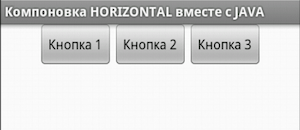 Компоновка HORIZONTAL вместе с JAVA
Кнопка 1 Кнопка 2 Кнопка 3